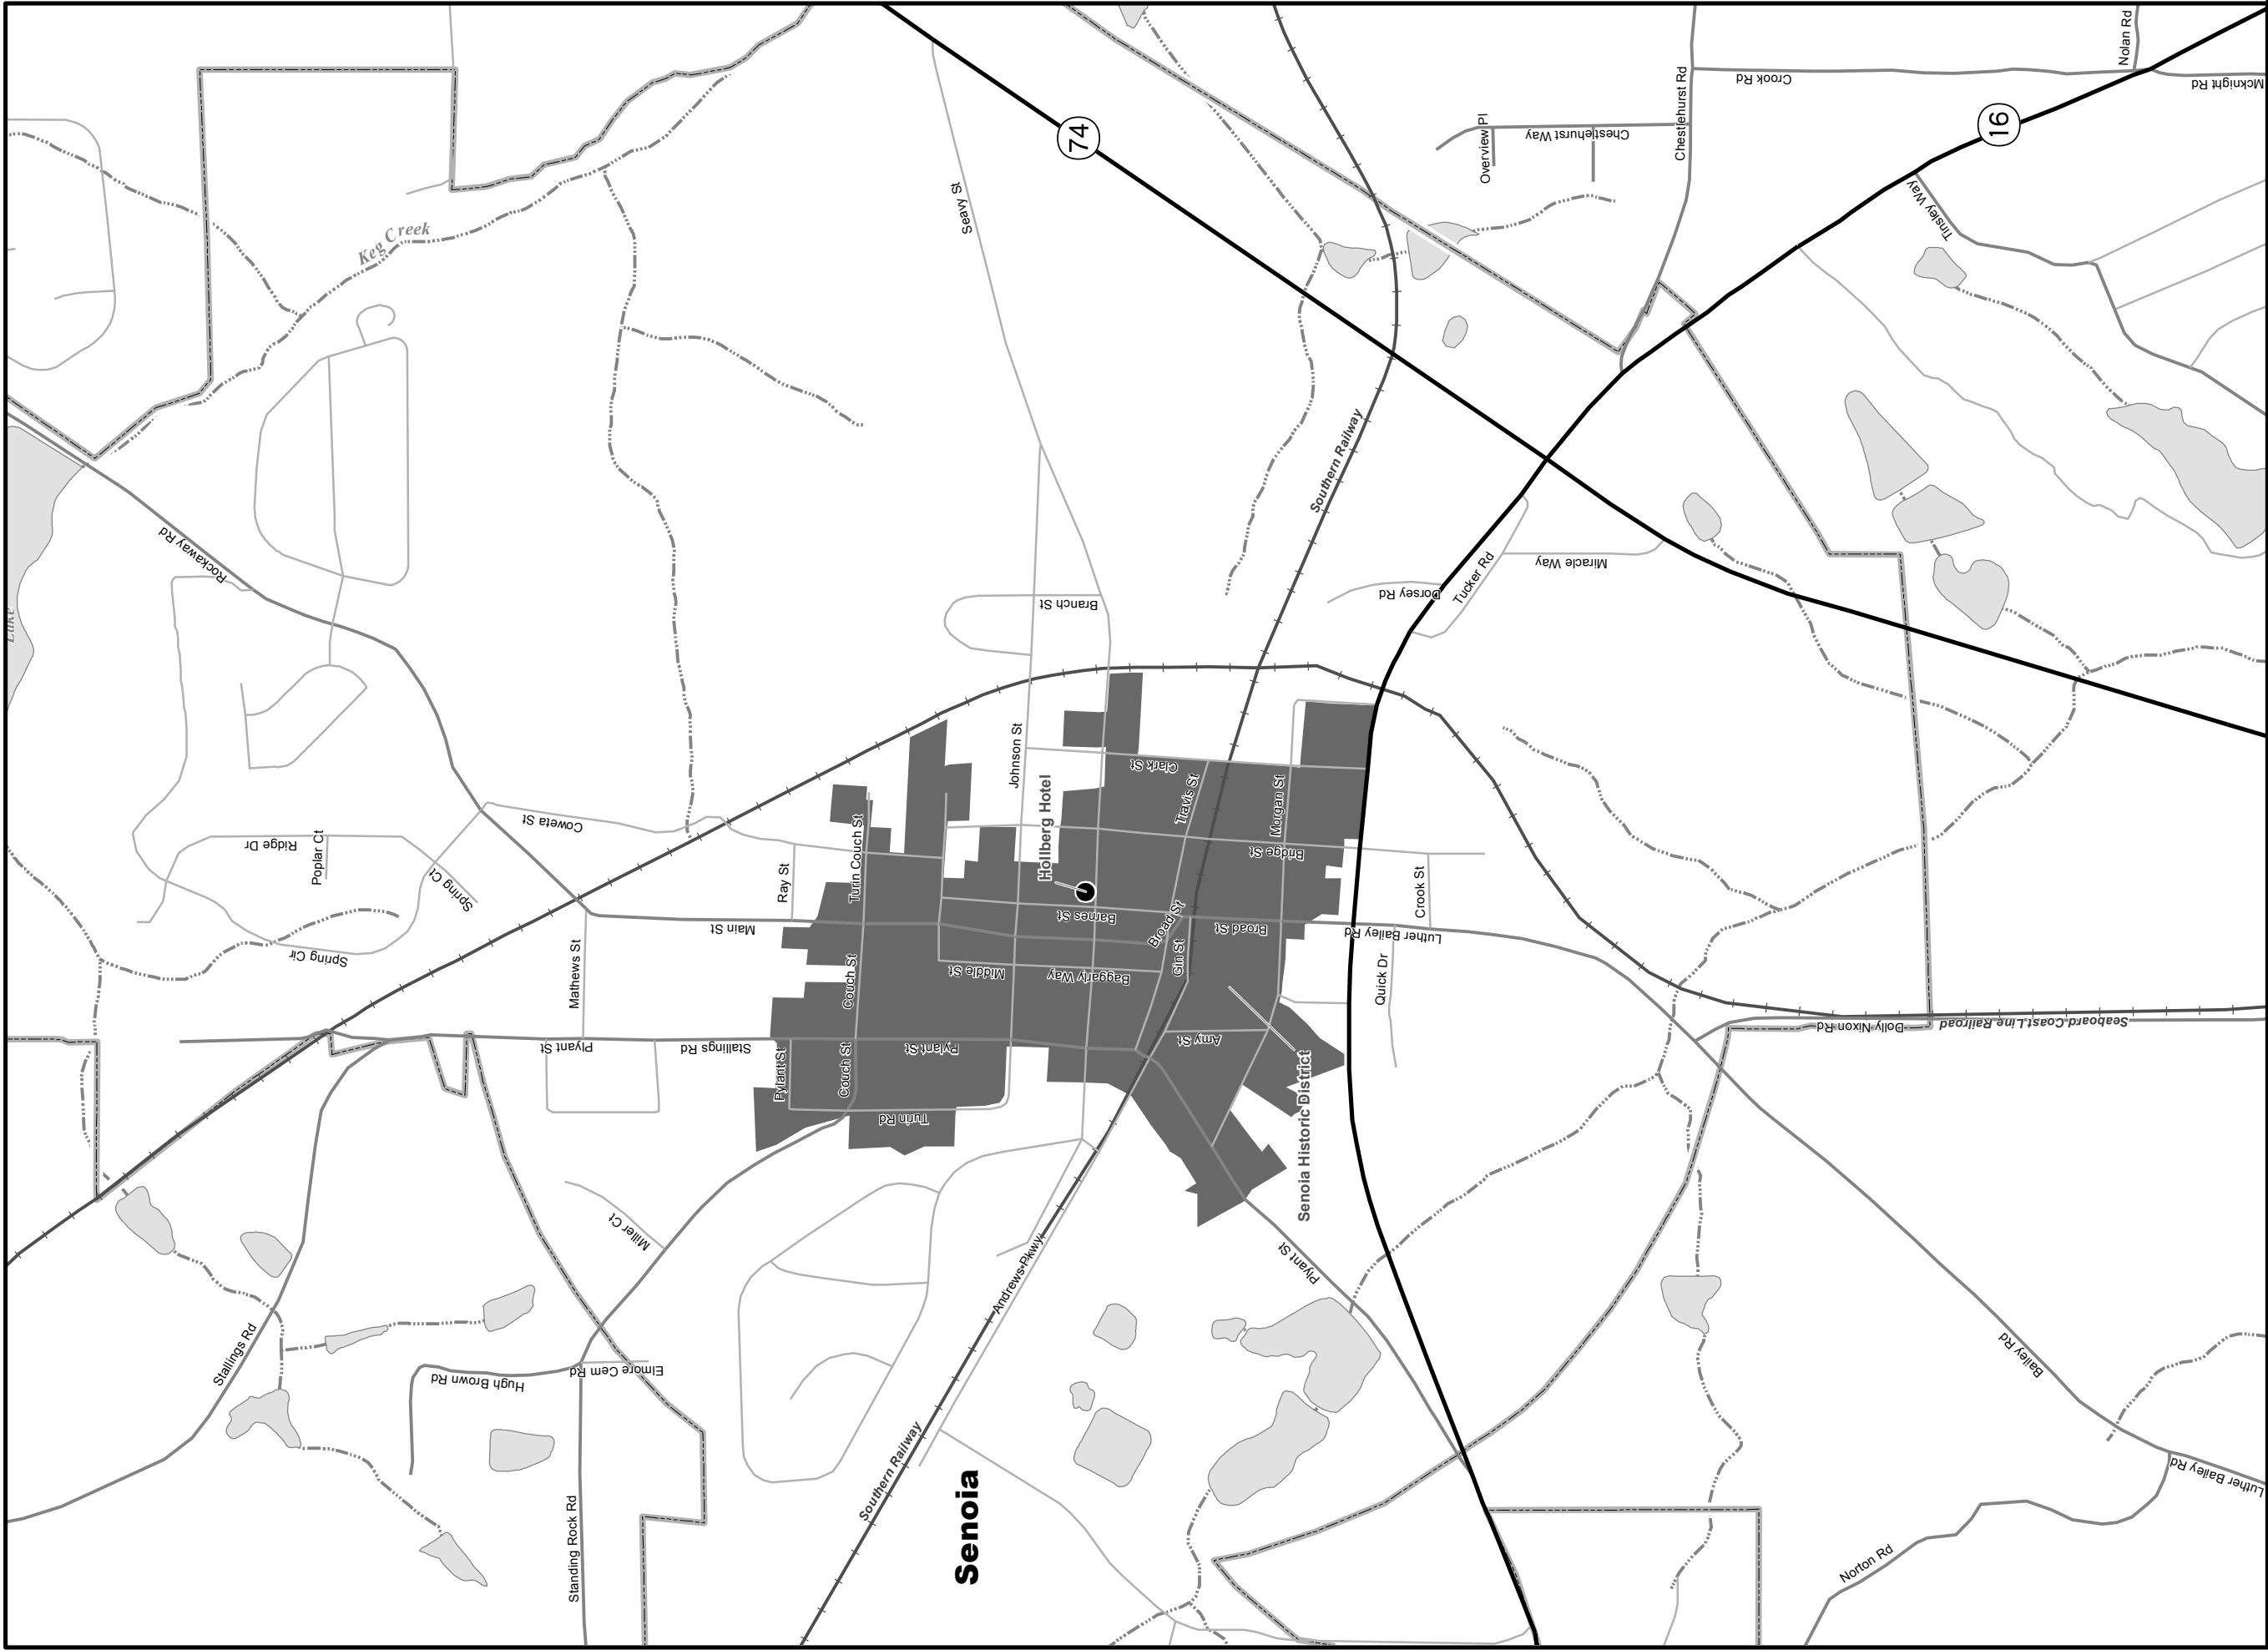 Nolan Rd
Crook Rd
Mcknight Rd
Chestlehurst Rd
Chestlehurst Way
Overview Pl
74
16
Seavy St
Keg Creek
Tinsley Way
Southern Railway
Rockaway Rd
Lake
Miracle Way
Tucker Rd
Dorsey Rd
Branch St
Johnson St
Clark St
Travis St
Morgan St
Hollberg Hotel
Coweta St
Turin Couch St
Ridge Dr
Poplar Ct
Spring Ct
Ray St
Bridge St
Crook St
Barnes St
Broad St
Broad St
Luther Bailey Rd
Main St
Spring Cir
Mathews St
Couch St
Middle St
Baggarly Way
Gin St
Quick Dr
Dolly Nixon Rd
Seaboard Coast Line Railroad
Plyant St
Stallings Rd
Pylant St
Amy St
Pylant St
Couch St
Turin Rd
Senoia Historic District
Miller Ct
Plyant St
Andrews Pkwy
Stallings Rd
Hugh Brown Rd
Elmore Cem Rd
Bailey Rd
Southern Railway
Senoia
Standing Rock Rd
Luther Bailey Rd
Norton Rd